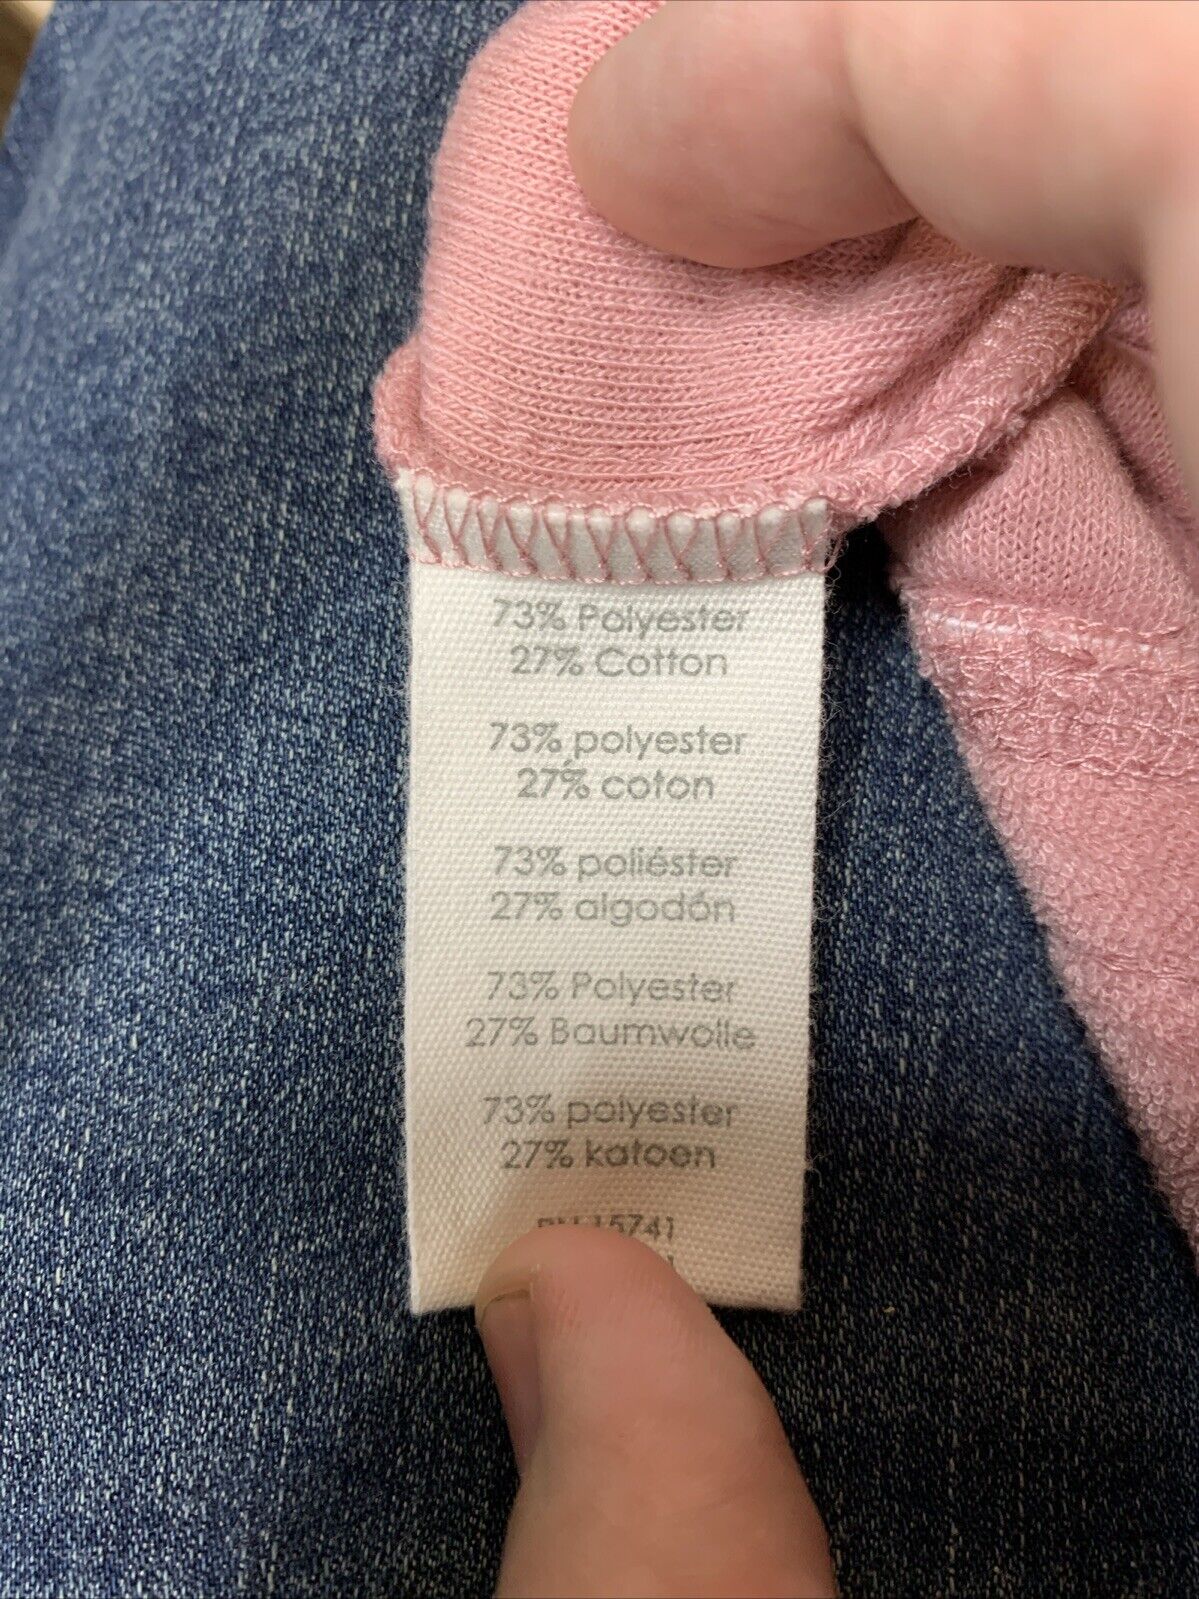 73% Polyester
27% Cotton
73% polyester
27% coton
73% poliéster
27% algodón
73% Polyester
27% Baumwolle
73% polyester
27% katoen
15741